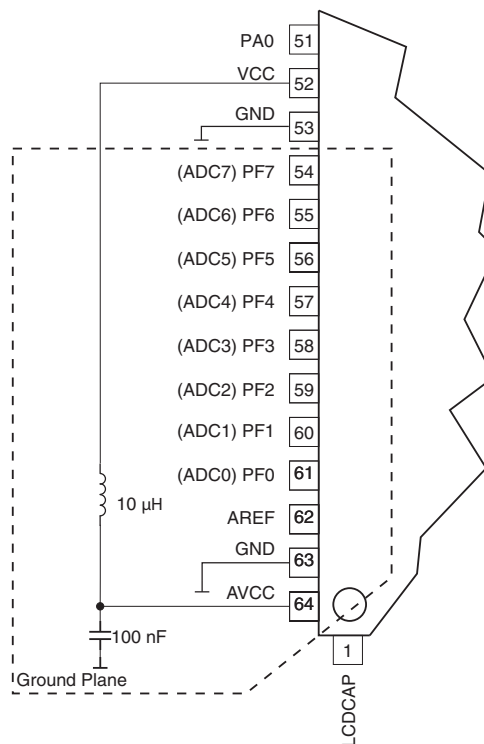 PA0 51
VCC 52
GND 53
(ADC7) PF7 54
(ADC6) PF6 55
(ADC5) PF5 56
(ADC4) PF4 57
(ADC3) PF3 58
(ADC2) PF2 59
(ADC1) PF1 60
(ADC0) PF0 61
10 µH
AREF 62
GND 63
AVCC 64
100 nF
1
Ground Plane
LCDCAP